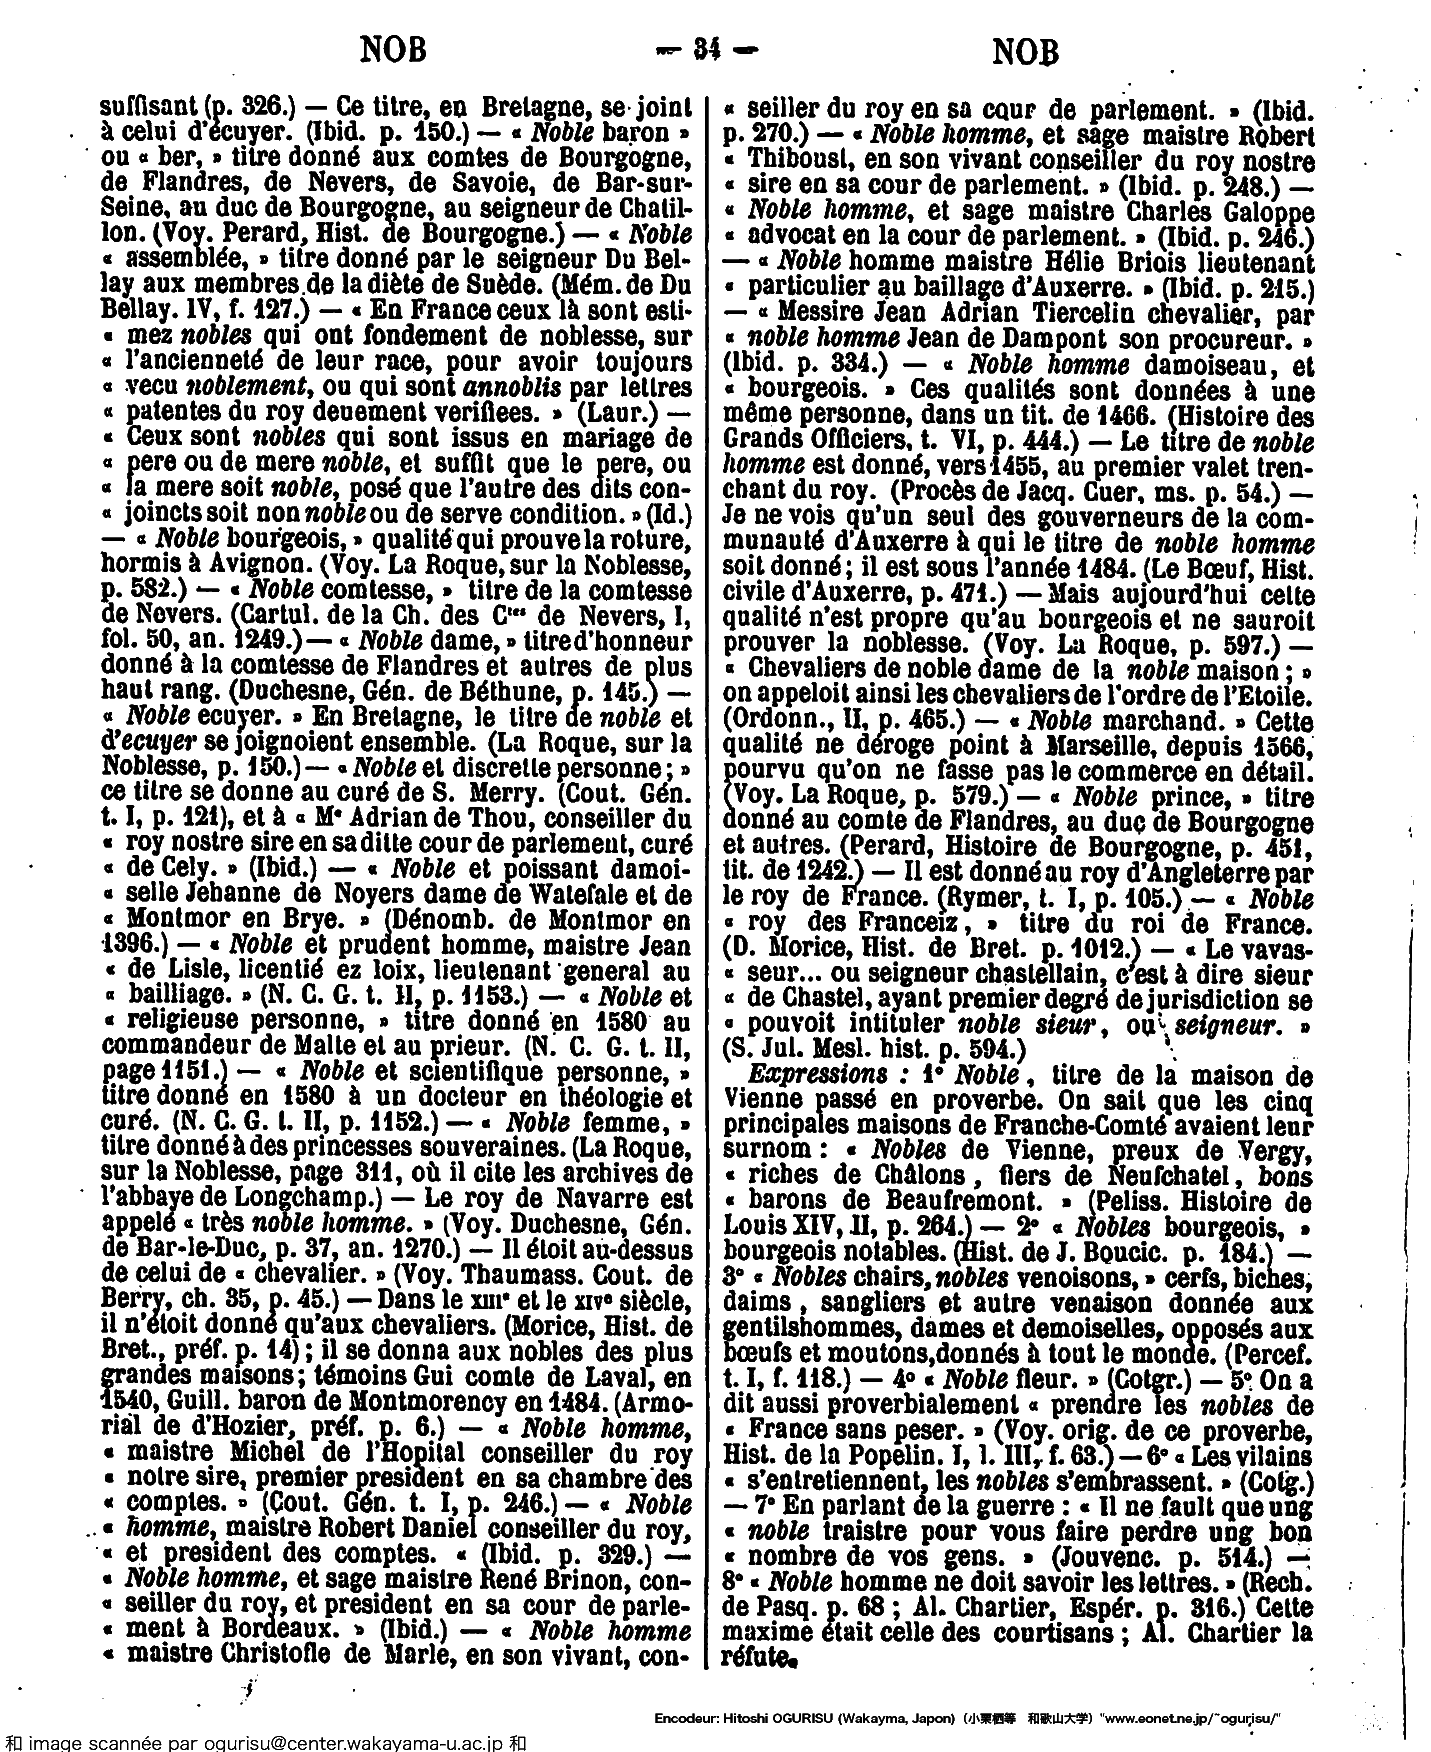 NOB
— 34 —
NOB
suffisant (p. 326.) — Ce titre, en Bretagne, se joint
à celui d'écuyer. (Ibid. p. 150.) — « Noble baron »
ou « ber, » titre donné aux comtes de Bourgogne,
de Flandres, de Nevers, de Savoie, de Bar-sur-
Seine, au duc de Bourgogne, au seigneur de Chatil-
lon. (Voy. Perard, Hist. de Bourgogne.) — « Noble
« assemblée, » titre donné par le seigneur Du Bel-
lay aux membres de la diète de Suède. (Mém. de Du
Bellay. IV, f. 127.) — « En France ceux là sont esti-
« mez nobles qui ont fondement de noblesse, sur
« l'ancienneté de leur race, pour avoir toujours
« vecu noblement, ou qui sont annoblis par lettres
« patentes du roy deuement verifiees. » (Laur.) —
« Ceux sont nobles qui sont issus en mariage de
« pere ou de mere noble, et suffit que le pere, ou
« la mere soit noble, posé que l'autre des dits con-
« joincts soit non noble ou de serve condition. » (Id.)
— « Noble bourgeois, » qualité qui prouve la roture,
hormis à Avignon. (Voy. La Roque, sur la Noblesse,
p. 582.) — « Noble comtesse, » titre de la comtesse
de Nevers. (Cartul. de la Ch. des Ctes de Nevers, I,
fol. 50, an. 1249.) — « Noble dame, » titre d'honneur
donné à la comtesse de Flandres et autres de plus
haut rang. (Duchesne, Gén. de Béthune, p. 145.) —
« Noble ecuyer. » En Bretagne, le titre de noble et
d'ecuyer se joignoient ensemble. (La Roque, sur la
Noblesse, p. 150.) — « Noble et discrette personne ; »
ce titre se donne au curé de S. Merry. (Cout. Gén.
t. I, p. 121), et à « Me Adrian de Thou, conseiller du
« roy nostre sire en sa ditte cour de parlement, curé
« de Cely. » (Ibid.) — « Noble et poissant damoi-
« selle Jehanne de Noyers dame de Watefale et de
« Montmor en Brye. » (Dénomb. de Montmor en
1396.) — « Noble et prudent homme, maistre Jean
« de Lisle, licentié ez loix, lieutenant general au
« bailliage. » (N. C. G. t. II, p. 1153.) — « Noble et
« religieuse personne, » titre donné en 1580 au
commandeur de Malte et au prieur. (N. C. G. t. II,
page 1151.) — « Noble et scientifique personne, »
titre donné en 1580 à un docteur en théologie et
curé. (N. C. G. t. II, p. 1152.) — « Noble femme, »
titre donné à des princesses souveraines. (La Roque,
sur la Noblesse, page 311, où il cite les archives de
l'abbaye de Longchamp.) — Le roy de Navarre est
appelé « très noble homme. » (Voy. Duchesne, Gén.
de Bar-le-Duc, p. 37, an. 1270.) — Il étoit au-dessus
de celui de « chevalier. » (Voy. Thaumass. Cout. de
Berry, ch. 35, p. 45.) — Dans le XIIIe et le XIVe siècle,
il n'étoit donné qu'aux chevaliers. (Morice, Hist. de
Bret., préf. p. 14) ; il se donna aux nobles des plus
grandes maisons ; témoins Gui comte de Laval, en
1540, Guill. baron de Montmorency en 1484. (Armo-
rial de d'Hozier, préf. p. 6.) — « Noble homme,
« maistre Michel de l'Hopital conseiller du roy
« notre sire, premier president en sa chambre des
« comptes. » (Cout. Gén. t. I, p. 246.) — « Noble
« homme, maistre Robert Daniel conseiller du roy,
« et president des comptes. « (Ibid. p. 329.) —
« Noble homme, et sage maistre René Brinon, con-
« seiller du roy, et président en sa cour de parle-
« ment à Bordeaux. » (Ibid.) — « Noble homme
« maistre Christofle de Marle, en son vivant, con-
« seiller du roy en sa cour de parlement. » (Ibid.
p. 270.) — « Noble homme, et sage maistre Robert
« Thiboust, en son vivant conseiller du roy nostre
« sire en sa cour de parlement. » (Ibid. p. 248.) —
« Noble homme, et sage maistre Charles Galoppe
« advocat en la cour de parlement. » (Ibid. p. 246.)
— « Noble homme maistre Hélie Briois lieutenant
« particulier au baillage d'Auxerre. » (Ibid. p. 215.)
— « Messire Jean Adrian Tiercelin chevalier, par
« noble homme Jean de Dampont son procureur. »
(Ibid. p. 334.) — « Noble homme damoiseau, et
« bourgeois. » Ces qualités sont données à une
même personne, dans un tit. de 1466. (Histoire des
Grands Officiers, t. VI, p. 444.) — Le titre de noble
homme est donné, vers 1455, au premier valet tren-
chant du roy. (Procès de Jacq. Cuer, ms. p. 54.) —
Je ne vois qu'un seul des gouverneurs de la com-
munauté d'Auxerre à qui le titre de noble homme
soit donné ; il est sous l'année 1484. (Le Bœuf, Hist.
civile d'Auxerre, p. 471.) — Mais aujourd'hui cette
qualité n'est propre qu'au bourgeois et ne sauroit
prouver la noblesse. (Voy. La Roque, p. 597.) —
« Chevaliers de noble dame de la noble maison ; »
on appeloit ainsi les chevaliers de l'ordre de l'Etoile.
(Ordonn., II, p. 465.) — « Noble marchand. » Cette
qualité ne déroge point à Marseille, depuis 1566,
pourvu qu'on ne fasse pas le commerce en détail.
(Voy. La Roque, p. 579.) — « Noble prince, » titre
donné au comte de Flandres, au duc de Bourgogne
et autres. (Perard, Histoire de Bourgogne, p. 451,
tit. de 1242.) — Il est donné au roy d'Angleterre par
le roy de France. (Rymer, t. I, p. 105.) — « Noble
« roy des Franceiz, » titre du roi de France.
(D. Morice, Hist. de Bret. p. 1012.) — « Le vavas-
« seur... ou seigneur chastellain, c'est à dire sieur
« de Chastel, ayant premier degré de jurisdiction se
« pouvoit intituler noble sieur, ou seigneur. »
(S. Jul. Mesl. hist. p. 594.)
Expressions : 1° Noble, titre de la maison de
Vienne passé en proverbe. On sait que les cinq
principales maisons de Franche-Comté avaient leur
surnom : « Nobles de Vienne, preux de Vergy,
« riches de Châlons, fiers de Neufchatel, bons
« barons de Beaufremont. » (Peliss. Histoire de
Louis XIV, II, p. 264.) — 2° « Nobles bourgeois, »
bourgeois notables. (Hist. de J. Boucic. p. 184.) —
3° « Nobles chairs, nobles venoisons, » cerfs, biches,
daims, sangliers et autre venaison donnée aux
gentilshommes, dames et demoiselles, opposés aux
bœufs et moutons, donnés à tout le monde. (Percef.
t. I, f. 118.) — 4° « Noble fleur. » (Cotgr.) — 5° On a
dit aussi proverbialement « prendre les nobles de
« France sans peser. » (Voy. orig. de ce proverbe,
Hist. de la Popelin. I, l. III, f. 63.) — 6° « Les vilains
« s'entretiennent, les nobles s'embrassent. » (Cotg.)
— 7° En parlant de la guerre : « Il ne fault que ung
« noble traistre pour vous faire perdre ung bon
« nombre de vos gens. » (Jouvenc. p. 514.) —
8° « Noble homme ne doit savoir les lettres. » (Rech.
de Pasq. p. 68 ; Al. Chartier, Espér. p. 316.) Cette
maxime était celle des courtisans ; Al. Chartier la
réfute.
Encodeur: Hitoshi OGURISU (Wakayma, Japon) (小栗栖等 和歌山大学) "www.eonet.ne.jp/~ogurisu/"
和 image scannée par ogurisu@center.wakayama-u.ac.jp 和